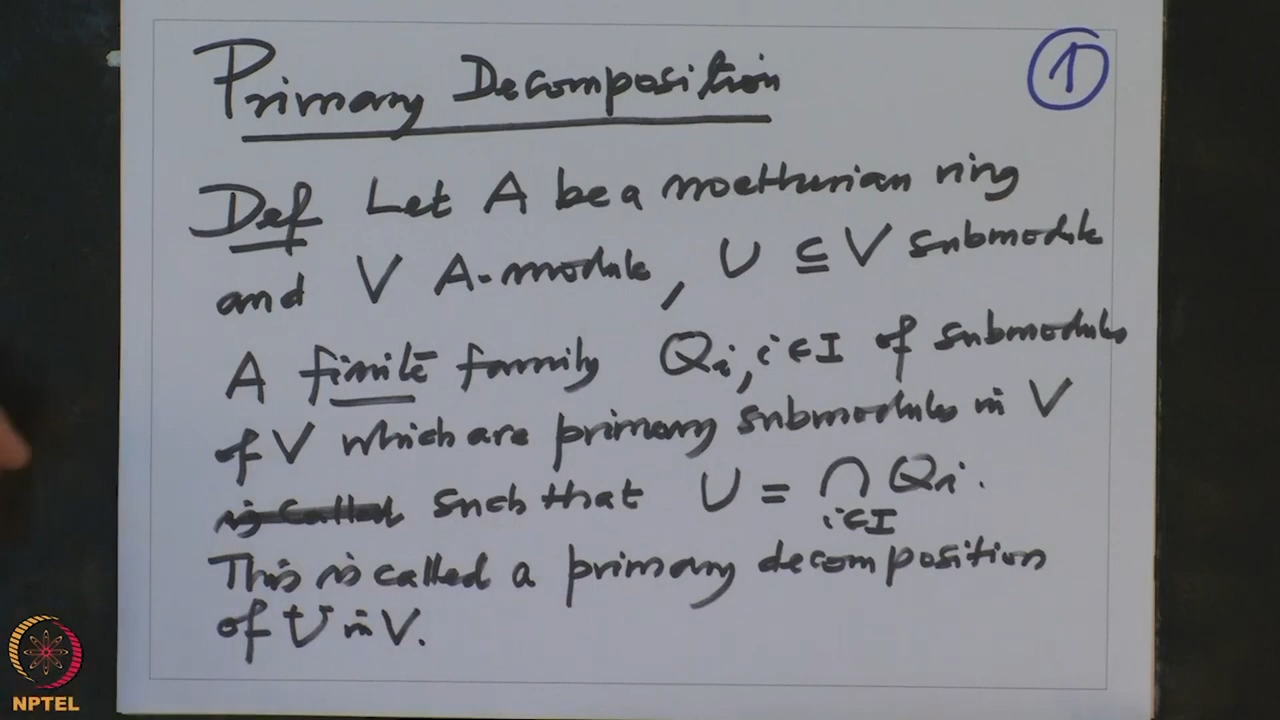 Primary Decomposition
1
Def Let A be a noetherian ring
and V A-module, U ⊆ V submodule
A finite family Qi, i∈I of submodules
of V which are primary submodules in V
is called such that U = ∩ Qi.
i∈I
This is called a primary decomposition
of U in V.
NPTEL